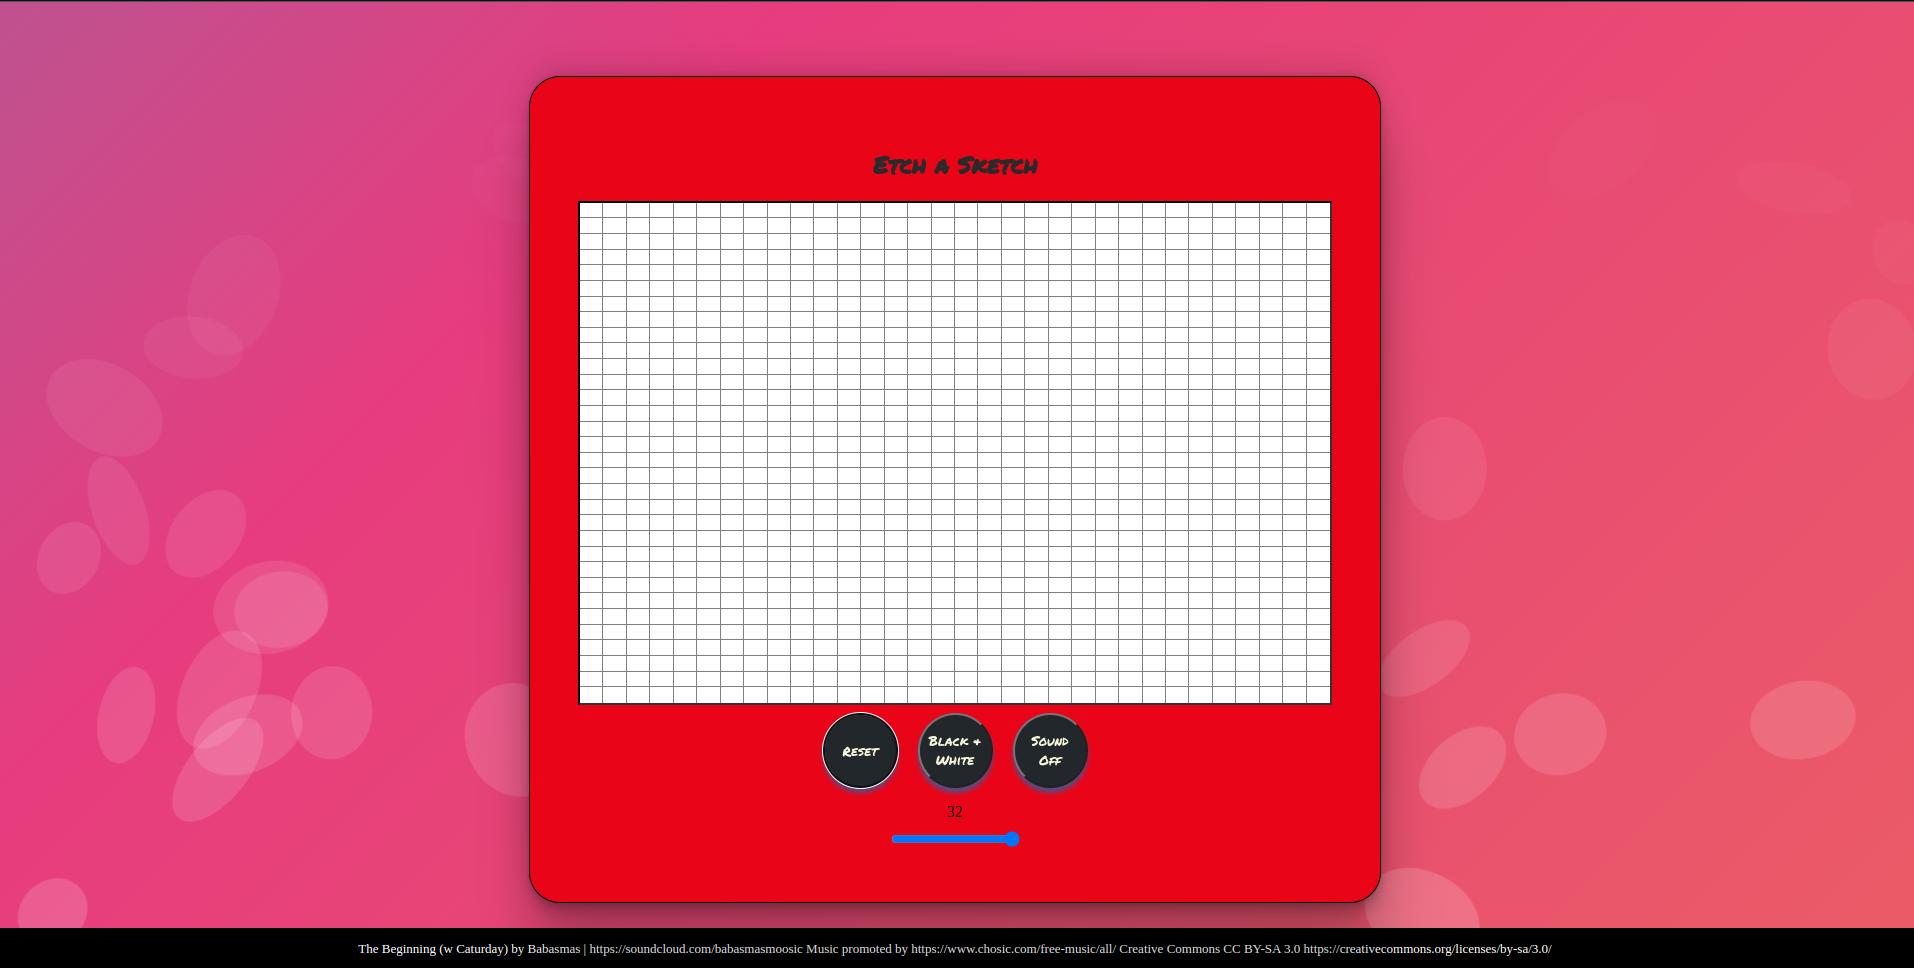 Etch a Sketch
Reset
Black +
White
Sound
Off
32
The Beginning (w Caturday) by Babasmas | https://soundcloud.com/babasmasmoosic Music promoted by https://www.chosic.com/free-music/all/ Creative Commons CC BY-SA 3.0 https://creativecommons.org/licenses/by-sa/3.0/